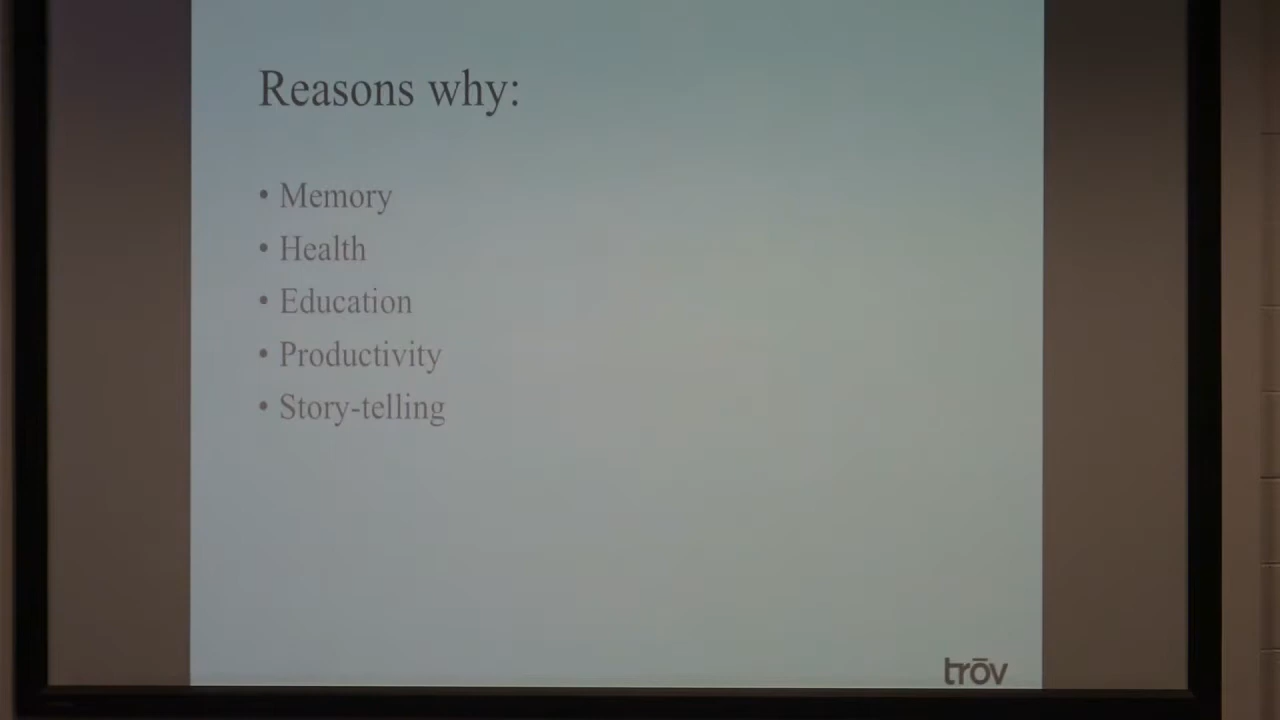 Reasons why:
• Memory
• Health
• Education
• Productivity
• Story-telling
trōv